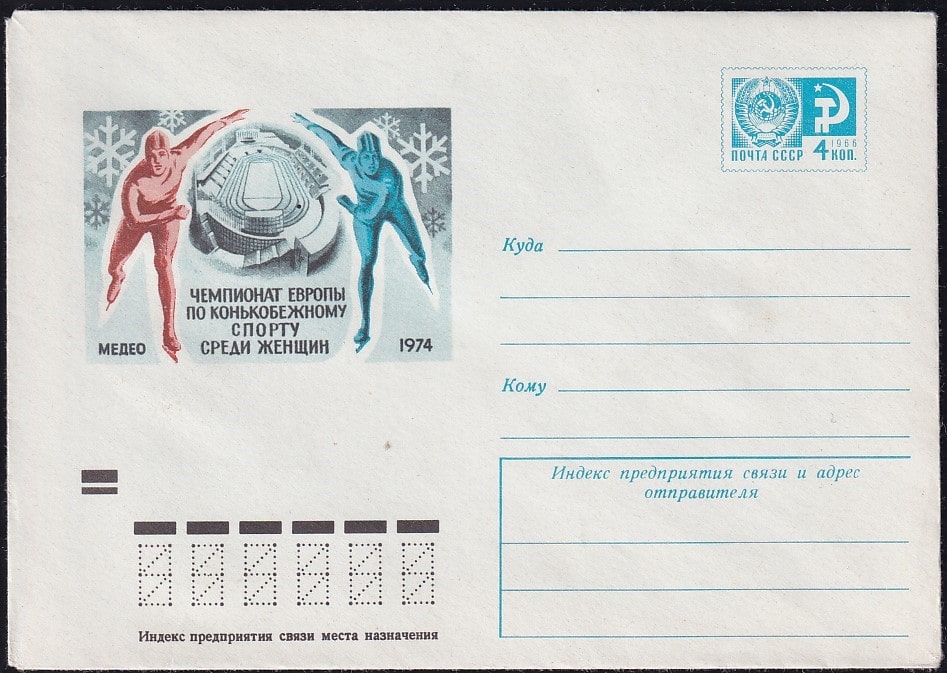 ПОЧТА СССР 4 КОП.
1966
ЧЕМПИОНАТ ЕВРОПЫ
ПО КОНЬКОБЕЖНОМУ
СПОРТУ
СРЕДИ ЖЕНЩИН
МЕДЕО
1974
Куда
Кому
Индекс предприятия связи и адрес
отправителя
Индекс предприятия связи места назначения